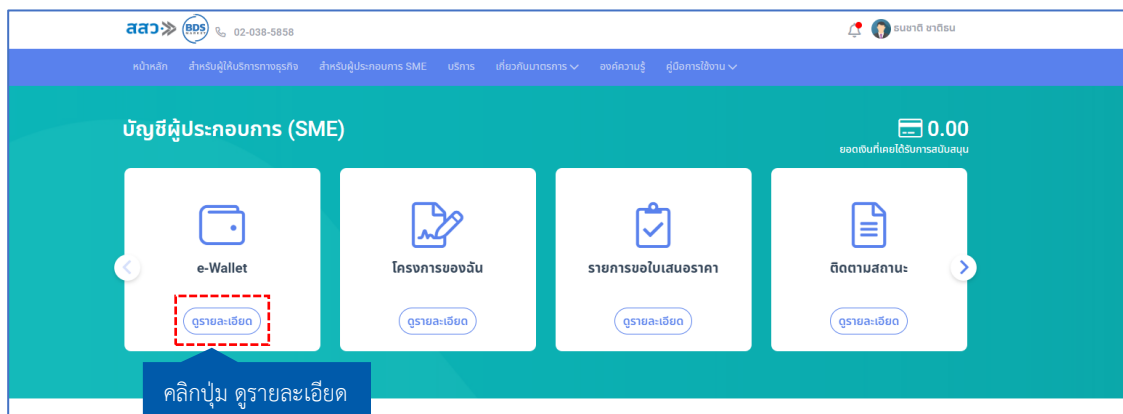 สสว BDS MARKET 02-038-5858 ธนชาติ ชาติธน
หน้าหลัก สำหรับผู้ให้บริการทางธุรกิจ สำหรับผู้ประกอบการ SME บริการ เกี่ยวกับมาตรการ องค์ความรู้ คู่มือการใช้งาน
บัญชีผู้ประกอบการ (SME) 0.00
ยอดเงินที่เคยได้รับการสนับสนุน
e-Wallet โครงการของฉัน รายการขอใบเสนอราคา ติดตามสถานะ
ดูรายละเอียด ดูรายละเอียด ดูรายละเอียด ดูรายละเอียด
คลิกปุ่ม ดูรายละเอียด